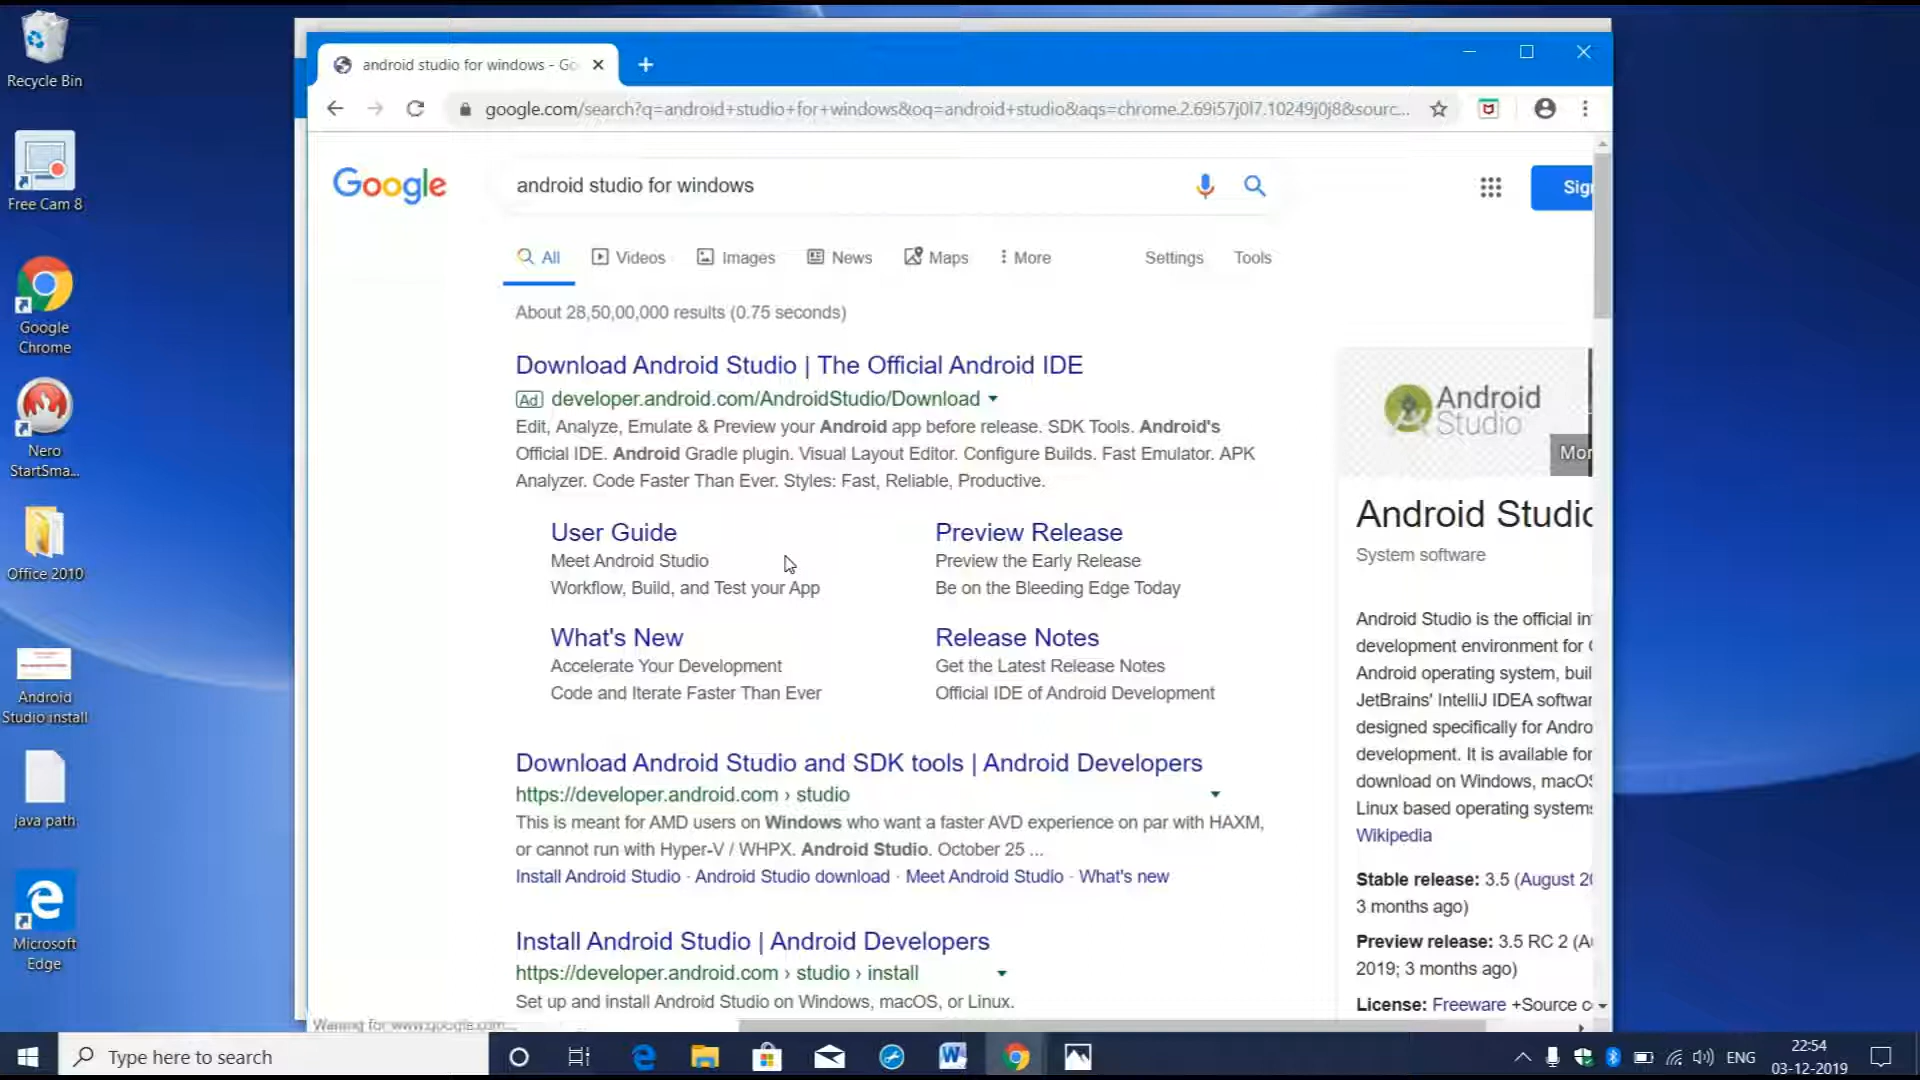 Recycle Bin
Free Cam 8
Google
Chrome
Nero
StartSma...
Office 2010
Android
Studio install
java path
Microsoft
Edge
android studio for windows - Go
google.com/search?q=android+studio+for+windows&oq=android+studio&aqs=chrome.2.69i57j0l7.10249j0j8&sourc...
Google
android studio for windows
Sign
All Videos Images News Maps More Settings Tools
About 28,50,00,000 results (0.75 seconds)
Download Android Studio | The Official Android IDE
Ad developer.android.com/AndroidStudio/Download
Edit, Analyze, Emulate & Preview your Android app before release. SDK Tools. Android's
Official IDE. Android Gradle plugin. Visual Layout Editor. Configure Builds. Fast Emulator. APK
Analyzer. Code Faster Than Ever. Styles: Fast, Reliable, Productive.
User Guide
Meet Android Studio
Workflow, Build, and Test your App
Preview Release
Preview the Early Release
Be on the Bleeding Edge Today
What's New
Accelerate Your Development
Code and Iterate Faster Than Ever
Release Notes
Get the Latest Release Notes
Official IDE of Android Development
Download Android Studio and SDK tools | Android Developers
https://developer.android.com › studio
This is meant for AMD users on Windows who want a faster AVD experience on par with HAXM,
or cannot run with Hyper-V / WHPX. Android Studio. October 25 ...
Install Android Studio · Android Studio download · Meet Android Studio · What's new
Install Android Studio | Android Developers
https://developer.android.com › studio › install
Set up and install Android Studio on Windows, macOS, or Linux.
Android
Studio
Mor
Android Studio
System software
Android Studio is the official in
development environment for
Android operating system, buil
JetBrains' IntelliJ IDEA softwar
designed specifically for Andro
development. It is available for
download on Windows, macOS
Linux based operating systems
Wikipedia
Stable release: 3.5 (August 20
3 months ago)
Preview release: 3.5 RC 2 (Au
2019; 3 months ago)
License: Freeware +Source c
Waiting for www.google.com...
Type here to search
ENG
22:54
03-12-2019